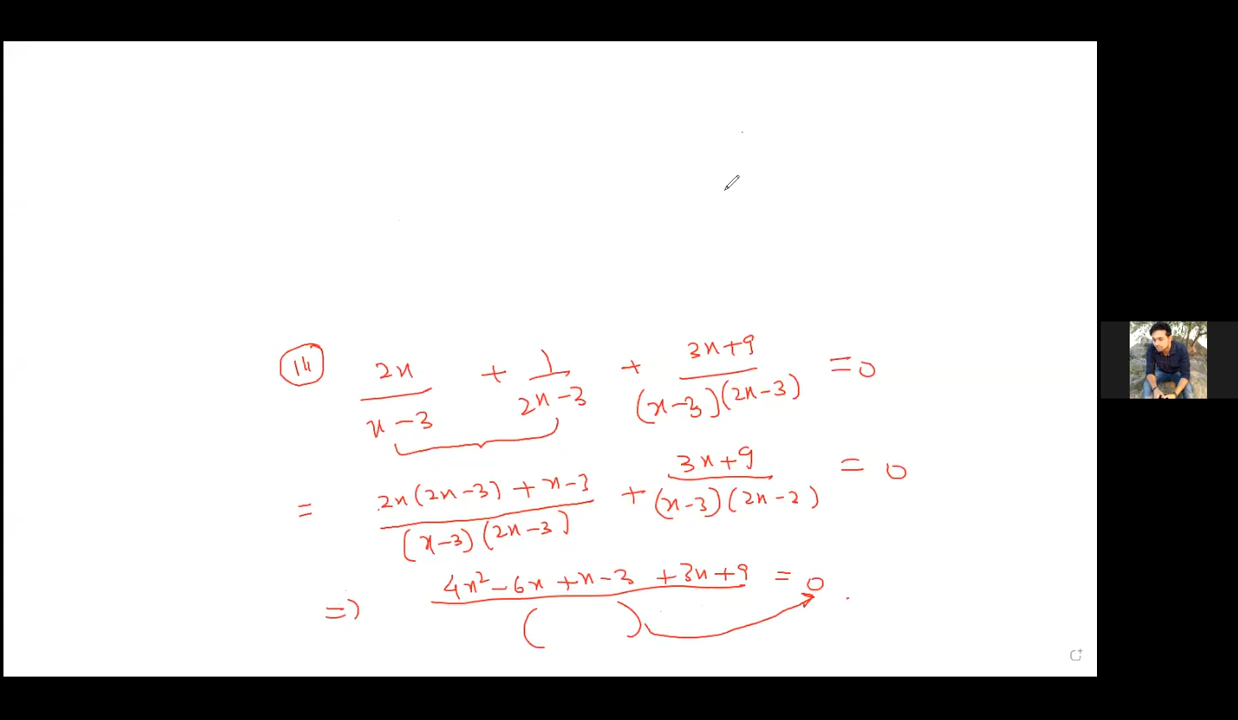 14 2x/(x-3) + 1/(2x-3) + (3x+9)/((x-3)(2x-3)) = 0
= (2x(2x-3) + x-3)/((x-3)(2x-3)) + (3x+9)/((x-3)(2x-2)) = 0
=> (4x²-6x+x-3+3x+9)/( ) = 0